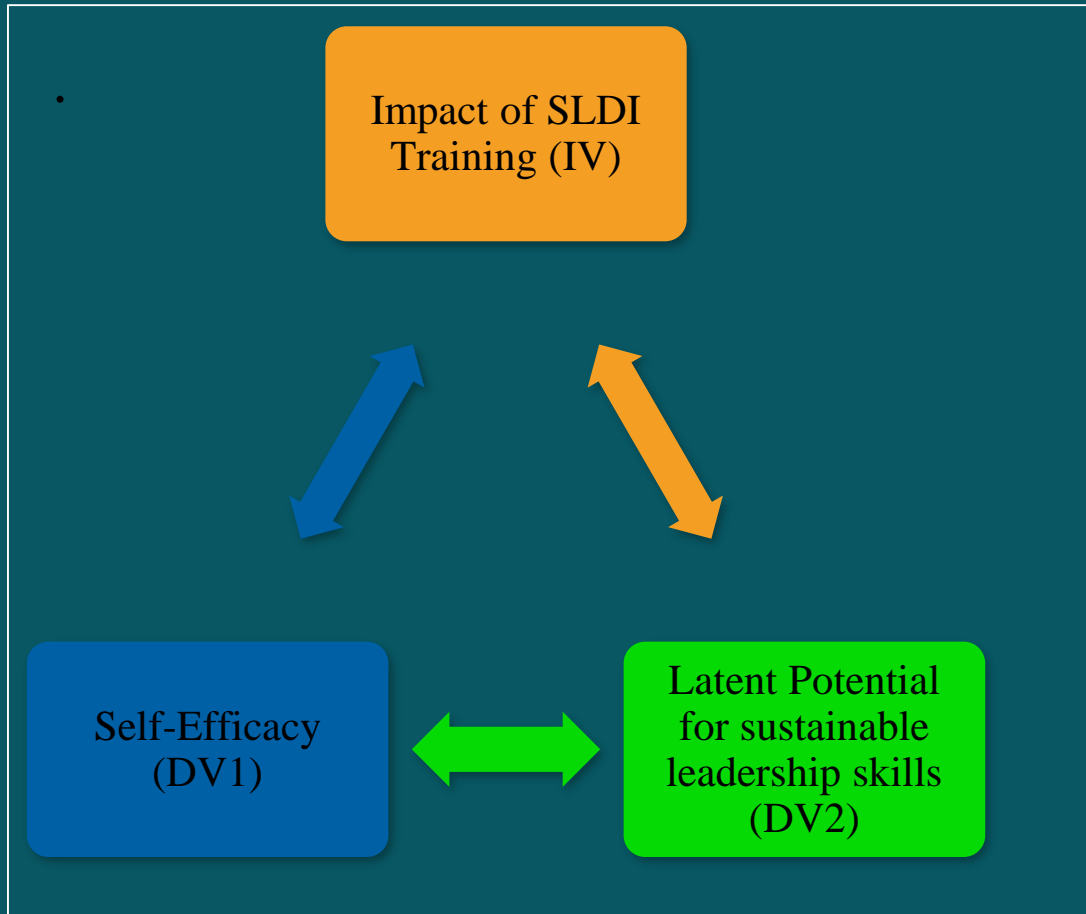 .
Impact of SLDI
Training (IV)
Self-Efficacy
(DV1)
Latent Potential
for sustainable
leadership skills
(DV2)